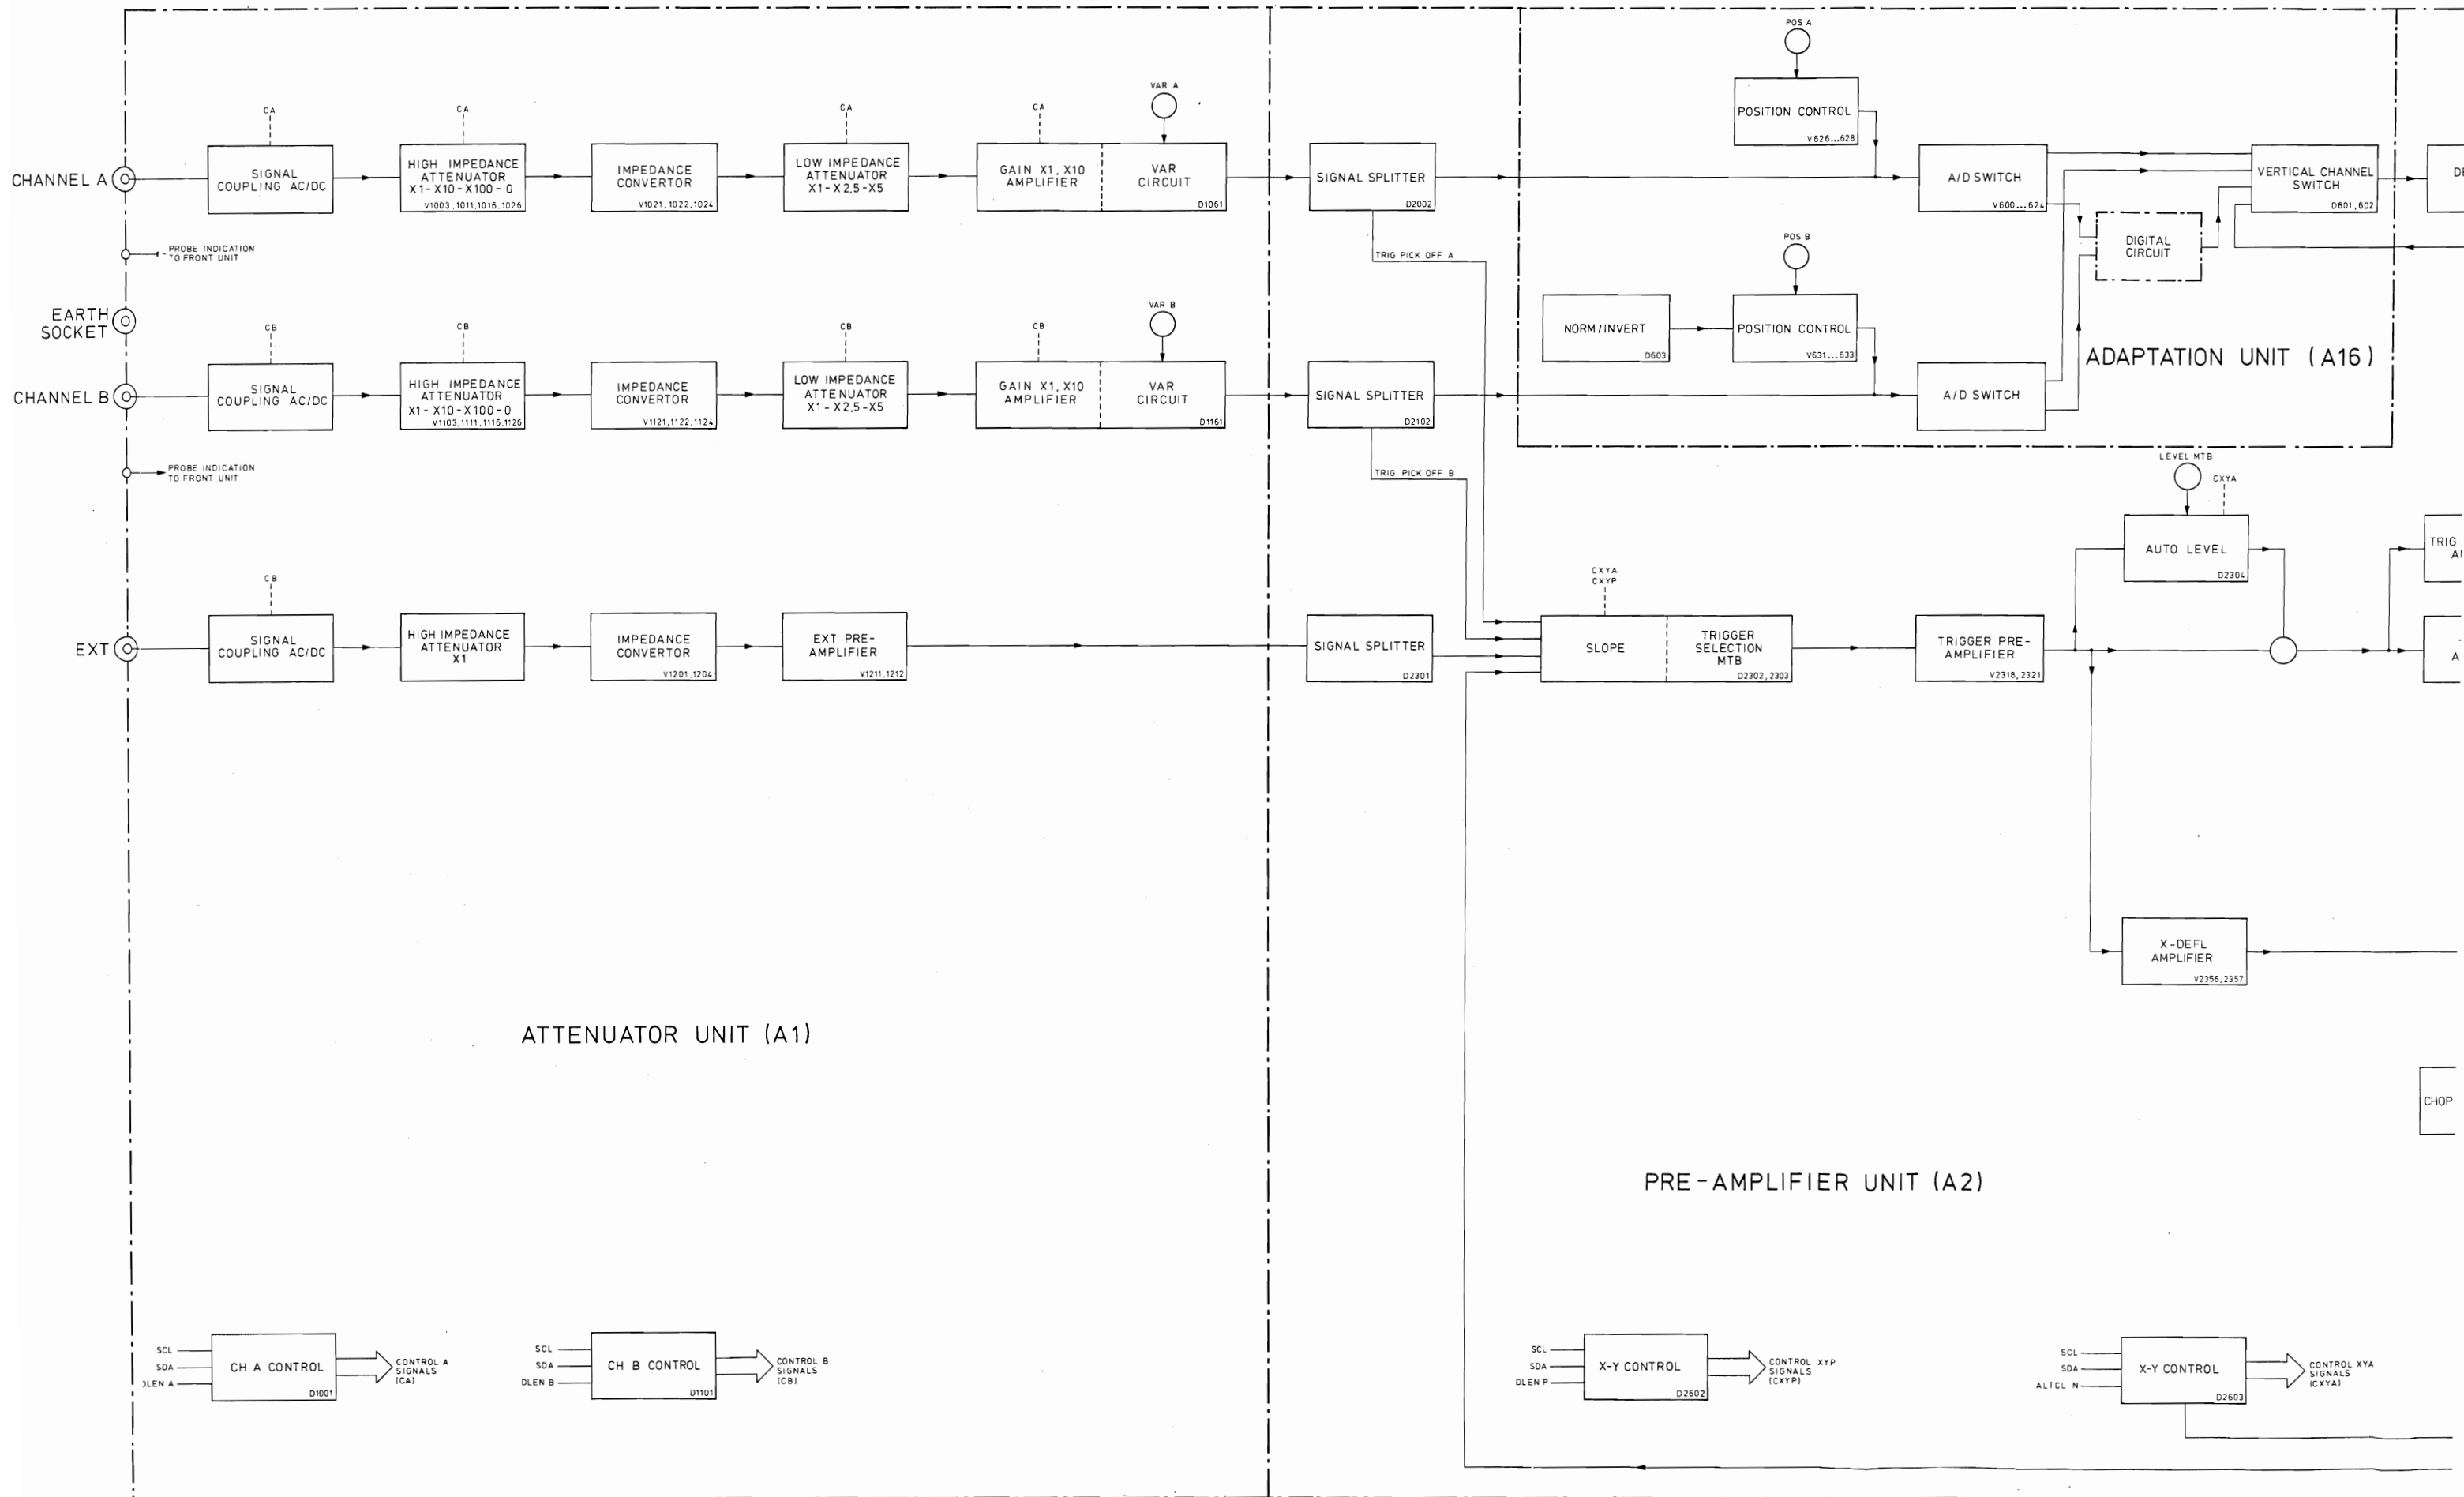 POS A
POSITION CONTROL
V626...628
VAR A
CA
CA
CA
CA
CHANNEL A
SIGNAL
COUPLING AC/DC
HIGH IMPEDANCE
ATTENUATOR
X1-X10-X100-0
V1003,1011,1016,1026
IMPEDANCE
CONVERTOR
V1021,1022,1024
LOW IMPEDANCE
ATTENUATOR
X1-X2,5-X5
GAIN X1,X10
AMPLIFIER
VAR
CIRCUIT
D1061
SIGNAL SPLITTER
D2002
A/D SWITCH
V600...624
VERTICAL CHANNEL
SWITCH
D601,602
PROBE INDICATION
TO FRONT UNIT
TRIG PICK OFF A
DIGITAL
CIRCUIT
POS B
EARTH
SOCKET
VAR B
CB
CB
CB
CB
NORM/INVERT
D603
POSITION CONTROL
V631...633
ADAPTATION UNIT (A16)
CHANNEL B
SIGNAL
COUPLING AC/DC
HIGH IMPEDANCE
ATTENUATOR
X1-X10-X100-0
V1103,1111,1116,1126
IMPEDANCE
CONVERTOR
V1121,1122,1124
LOW IMPEDANCE
ATTENUATOR
X1-X2,5-X5
GAIN X1,X10
AMPLIFIER
VAR
CIRCUIT
D1161
SIGNAL SPLITTER
D2102
A/D SWITCH
PROBE INDICATION
TO FRONT UNIT
TRIG PICK OFF B
LEVEL MTB
CXYA
AUTO LEVEL
D2304
TRIG
CB
CXYA
CXYP
EXT
SIGNAL
COUPLING AC/DC
HIGH IMPEDANCE
ATTENUATOR
X1
IMPEDANCE
CONVERTOR
V1201,1204
EXT PRE-
AMPLIFIER
V1211,1212
SIGNAL SPLITTER
D2301
SLOPE
TRIGGER
SELECTION
MTB
D2302,2303
TRIGGER PRE-
AMPLIFIER
V2318,2321
A
X-DEFL
AMPLIFIER
V2356,2357
ATTENUATOR UNIT (A1)
CHOP
PRE-AMPLIFIER UNIT (A2)
SCL
SDA
DLEN A
CH A CONTROL
D1001
CONTROL A
SIGNALS
(CA)
SCL
SDA
DLEN B
CH B CONTROL
D1101
CONTROL B
SIGNALS
(CB)
SCL
SDA
DLEN P
X-Y CONTROL
D2602
CONTROL XYP
SIGNALS
(CXYP)
SCL
SDA
ALTCL N
X-Y CONTROL
D2603
CONTROL XYA
SIGNALS
(CXYA)